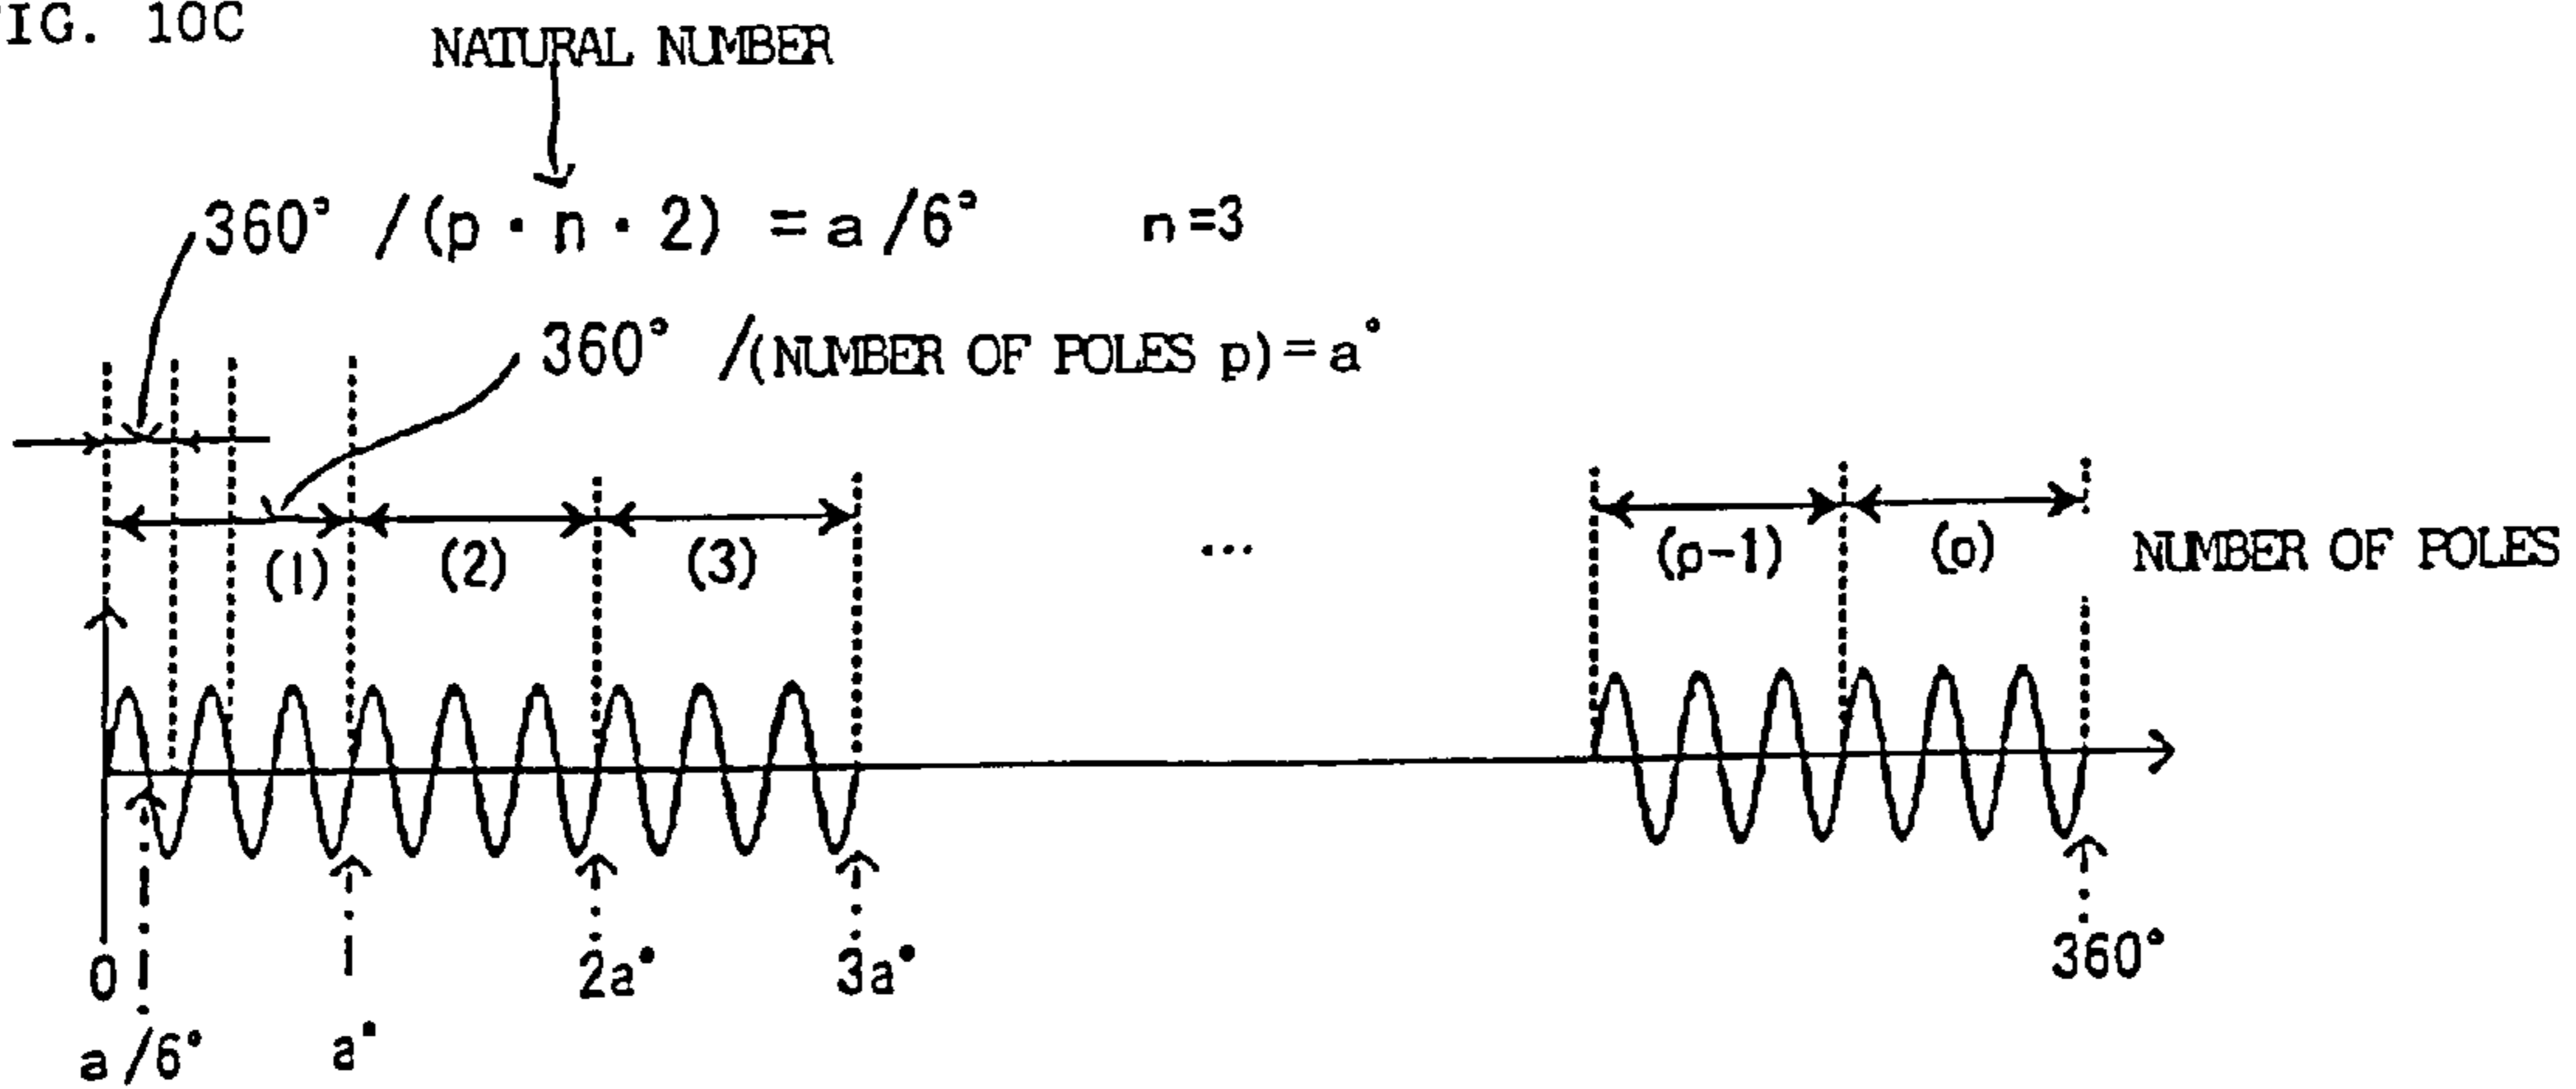 IG. 10C
NATURAL NUMBER
360° /(p · n · 2) = a /6° n=3
360° /(NUMBER OF POLES p)=a°
(1) (2) (3) ... (p-1) (p) NUMBER OF POLES
0 2a° 3a° 360°
a /6° a°